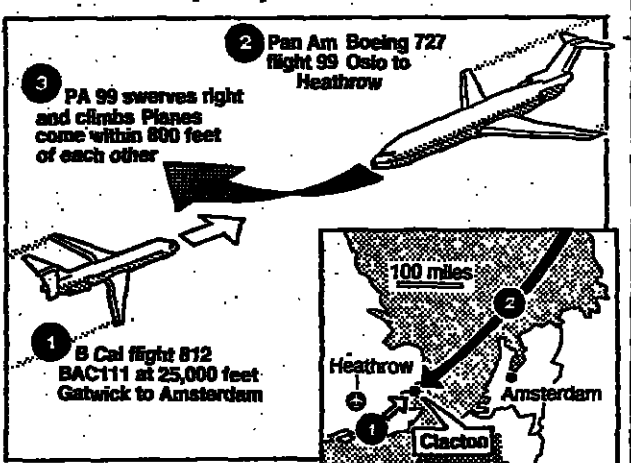 1
B Cal flight 812
BAC111 at 25,000 feet
Gatwick to Amsterdam
2
Pan Am Boeing 727
flight 99 Oslo to
Heathrow
3
PA 99 swerves right
and climbs Planes
come within 800 feet
of each other
100 miles
2
Heathrow
Amsterdam
1
Clacton